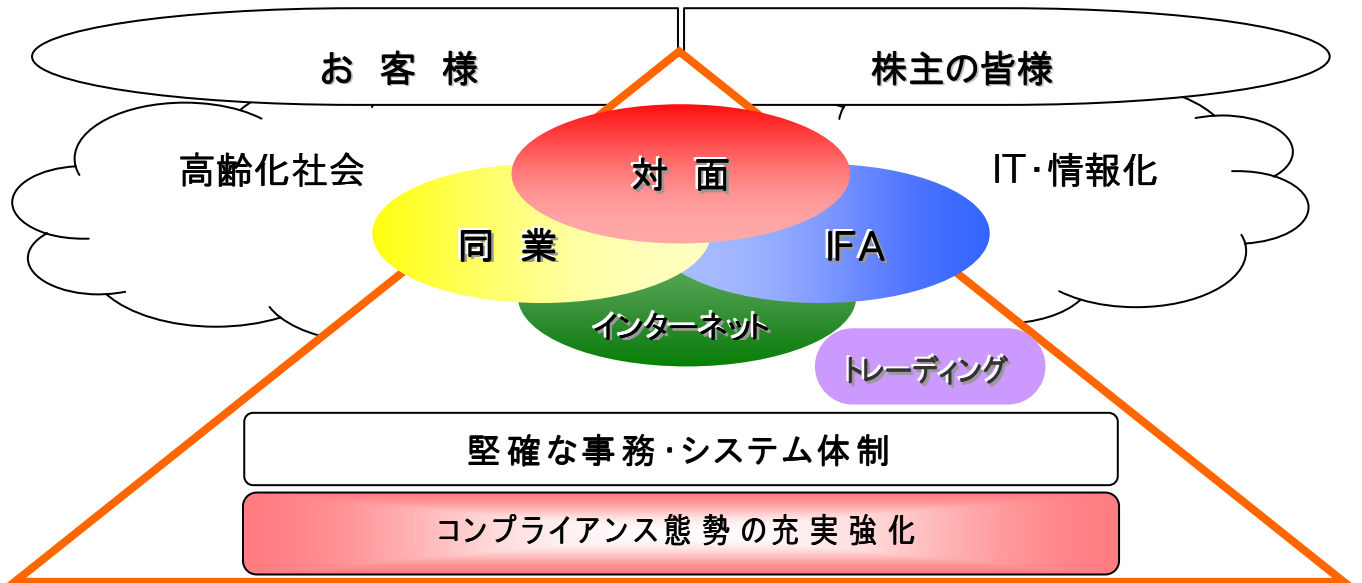 お 客 様
株主の皆様
高齢化社会
IT・情報化
対 面
同 業
IFA
インターネット
トレーディング
堅確な事務・システム体制
コンプライアンス態勢の充実強化